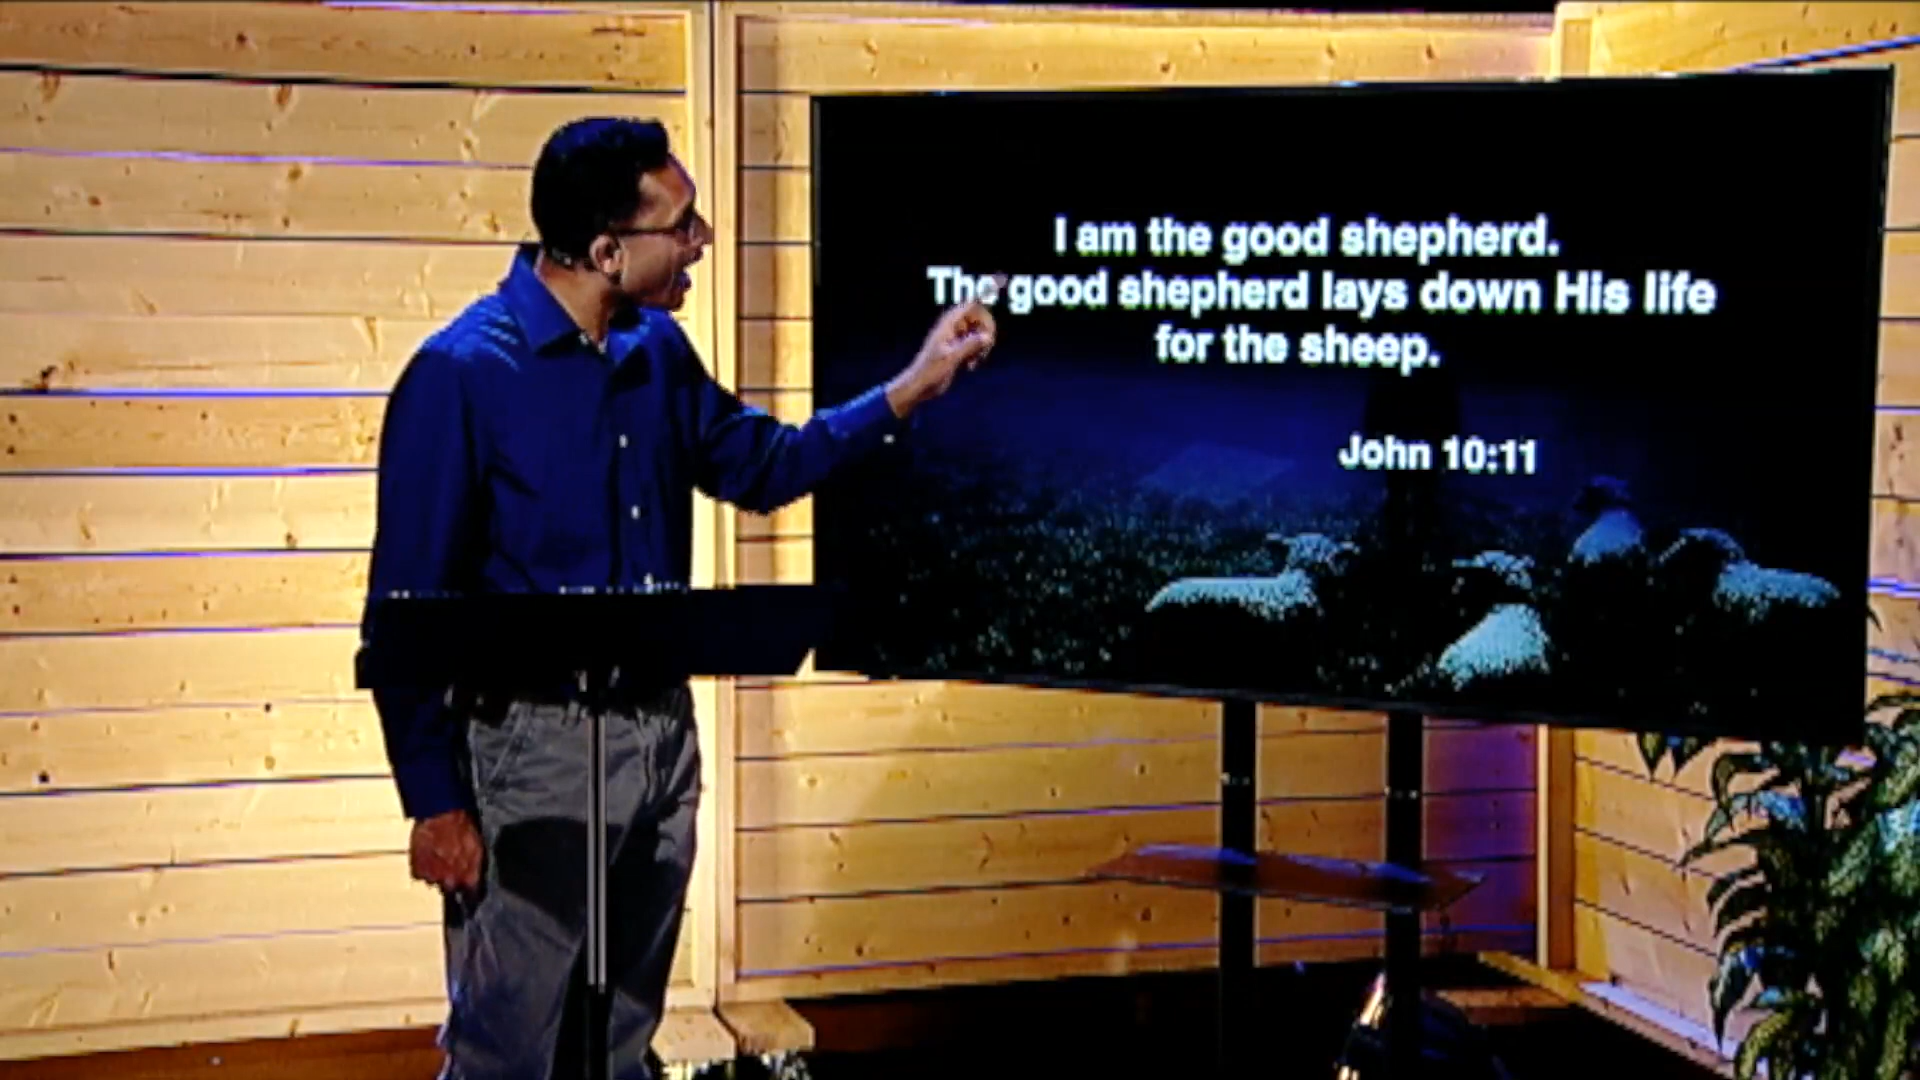 I am the good shepherd.
The good shepherd lays down His life
for the sheep.
John 10:11